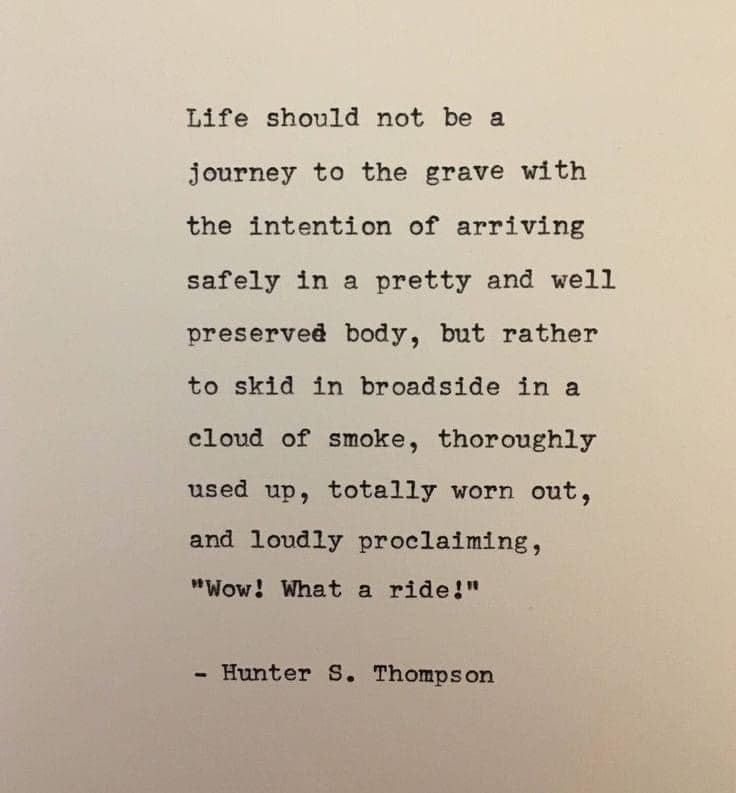 Life should not be a
journey to the grave with
the intention of arriving
safely in a pretty and well
preserved body, but rather
to skid in broadside in a
cloud of smoke, thoroughly
used up, totally worn out,
and loudly proclaiming,
"Wow! What a ride!"
- Hunter S. Thompson